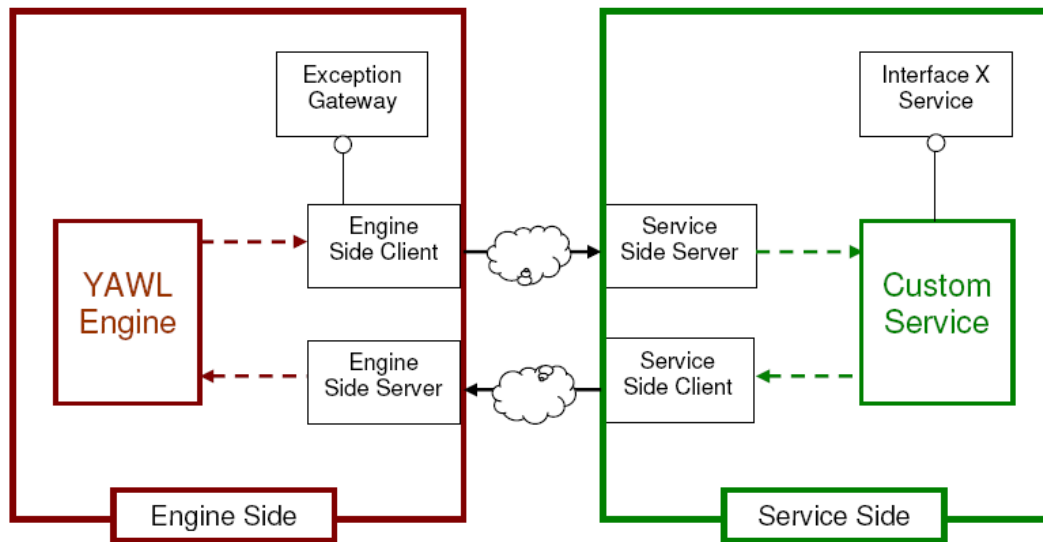 Exception
Gateway
Interface X
Service
Engine
Side Client
Service
Side Server
YAWL
Engine
Custom
Service
Engine
Side Server
Service
Side Client
Engine Side
Service Side